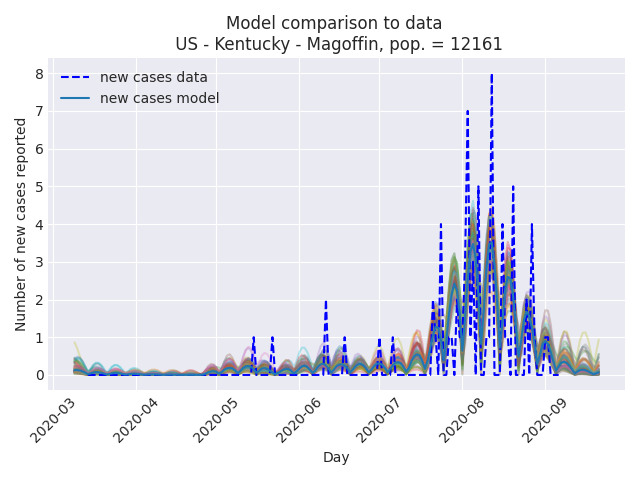 Model comparison to data
US - Kentucky - Magoffin, pop. = 12161
new cases data
new cases model
Number of new cases reported
8
7
6
5
4
3
2
1
0
2020-03
2020-04
2020-05
2020-06
2020-07
2020-08
2020-09
Day